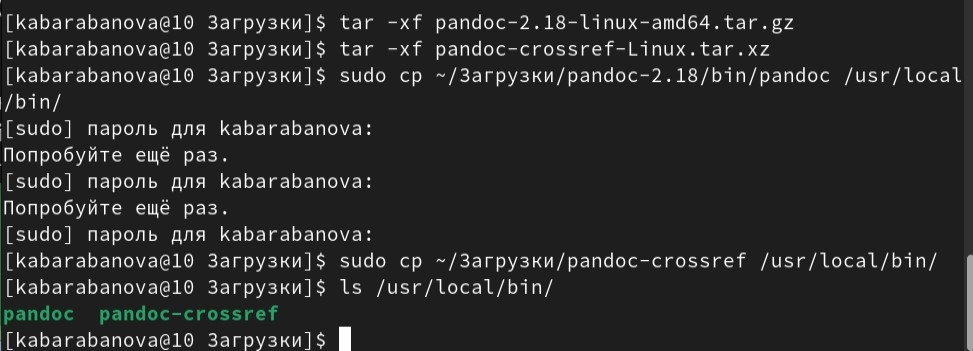 [kabarabanova@10 Загрузки]$ tar -xf pandoc-2.18-linux-amd64.tar.gz
[kabarabanova@10 Загрузки]$ tar -xf pandoc-crossref-Linux.tar.xz
[kabarabanova@10 Загрузки]$ sudo cp ~/Загрузки/pandoc-2.18/bin/pandoc /usr/local
/bin/
[sudo] пароль для kabarabanova:
Попробуйте ещё раз.
[sudo] пароль для kabarabanova:
Попробуйте ещё раз.
[sudo] пароль для kabarabanova:
[kabarabanova@10 Загрузки]$ sudo cp ~/Загрузки/pandoc-crossref /usr/local/bin/
[kabarabanova@10 Загрузки]$ ls /usr/local/bin/
pandoc  pandoc-crossref
[kabarabanova@10 Загрузки]$